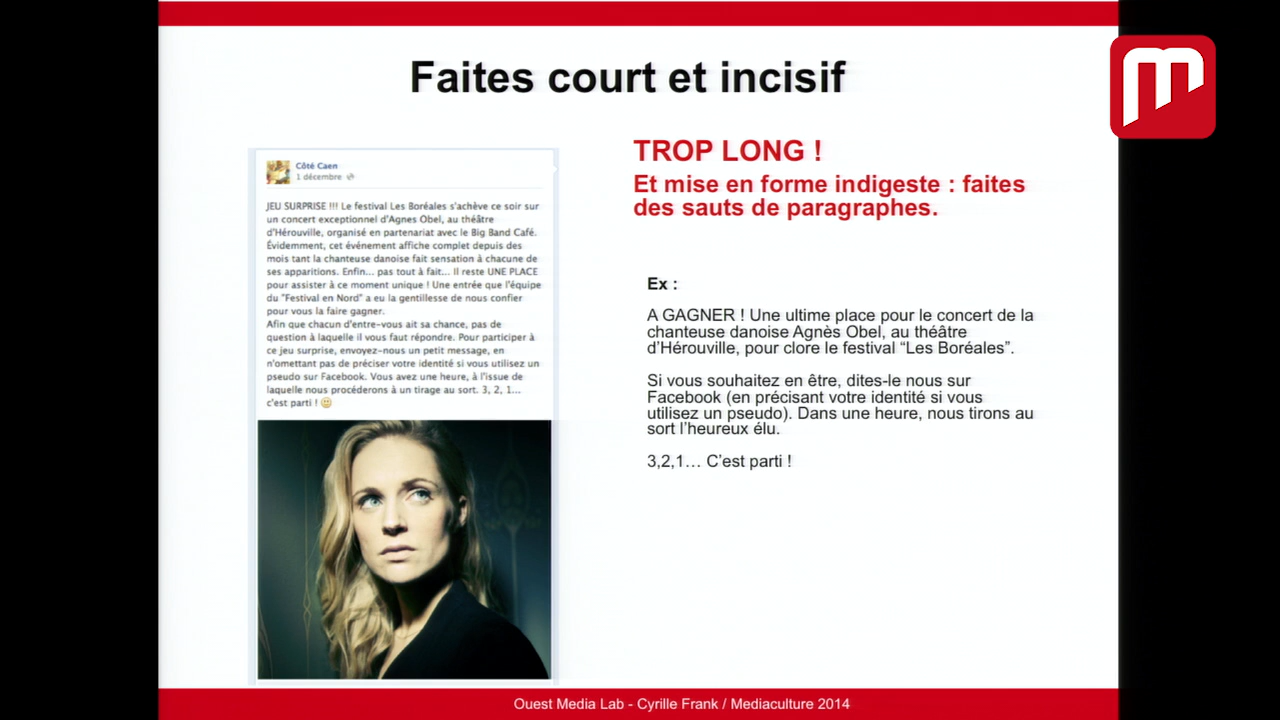 Faites court et incisif
Côté Caen
1 décembre
JEU SURPRISE !!! Le festival Les Boréales s'achève ce soir sur
un concert exceptionnel d'Agnes Obel, au théâtre
d'Hérouville, organisé en partenariat avec le Big Band Café.
Évidemment, cet événement affiche complet depuis des
mois tant la chanteuse danoise fait sensation à chacune de
ses apparitions. Enfin... pas tout à fait... Il reste UNE PLACE
pour assister à ce moment unique ! Une entrée que l'équipe
du "Festival en Nord" a eu la gentillesse de nous confier
pour vous la faire gagner.
Afin que chacun d'entre-vous ait sa chance, pas de
question à laquelle il vous faut répondre. Pour participer à
ce jeu surprise, envoyez-nous un petit message, en
n'omettant pas de préciser votre identité si vous utilisez un
pseudo sur Facebook. Vous avez une heure, à l'issue de
laquelle nous procéderons à un tirage au sort. 3, 2, 1...
c'est parti !
TROP LONG !
Et mise en forme indigeste : faites
des sauts de paragraphes.
Ex :
A GAGNER ! Une ultime place pour le concert de la
chanteuse danoise Agnès Obel, au théâtre
d'Hérouville, pour clore le festival “Les Boréales”.
Si vous souhaitez en être, dites-le nous sur
Facebook (en précisant votre identité si vous
utilisez un pseudo). Dans une heure, nous tirons au
sort l'heureux élu.
3,2,1… C'est parti !
Ouest Media Lab - Cyrille Frank / Mediaculture 2014